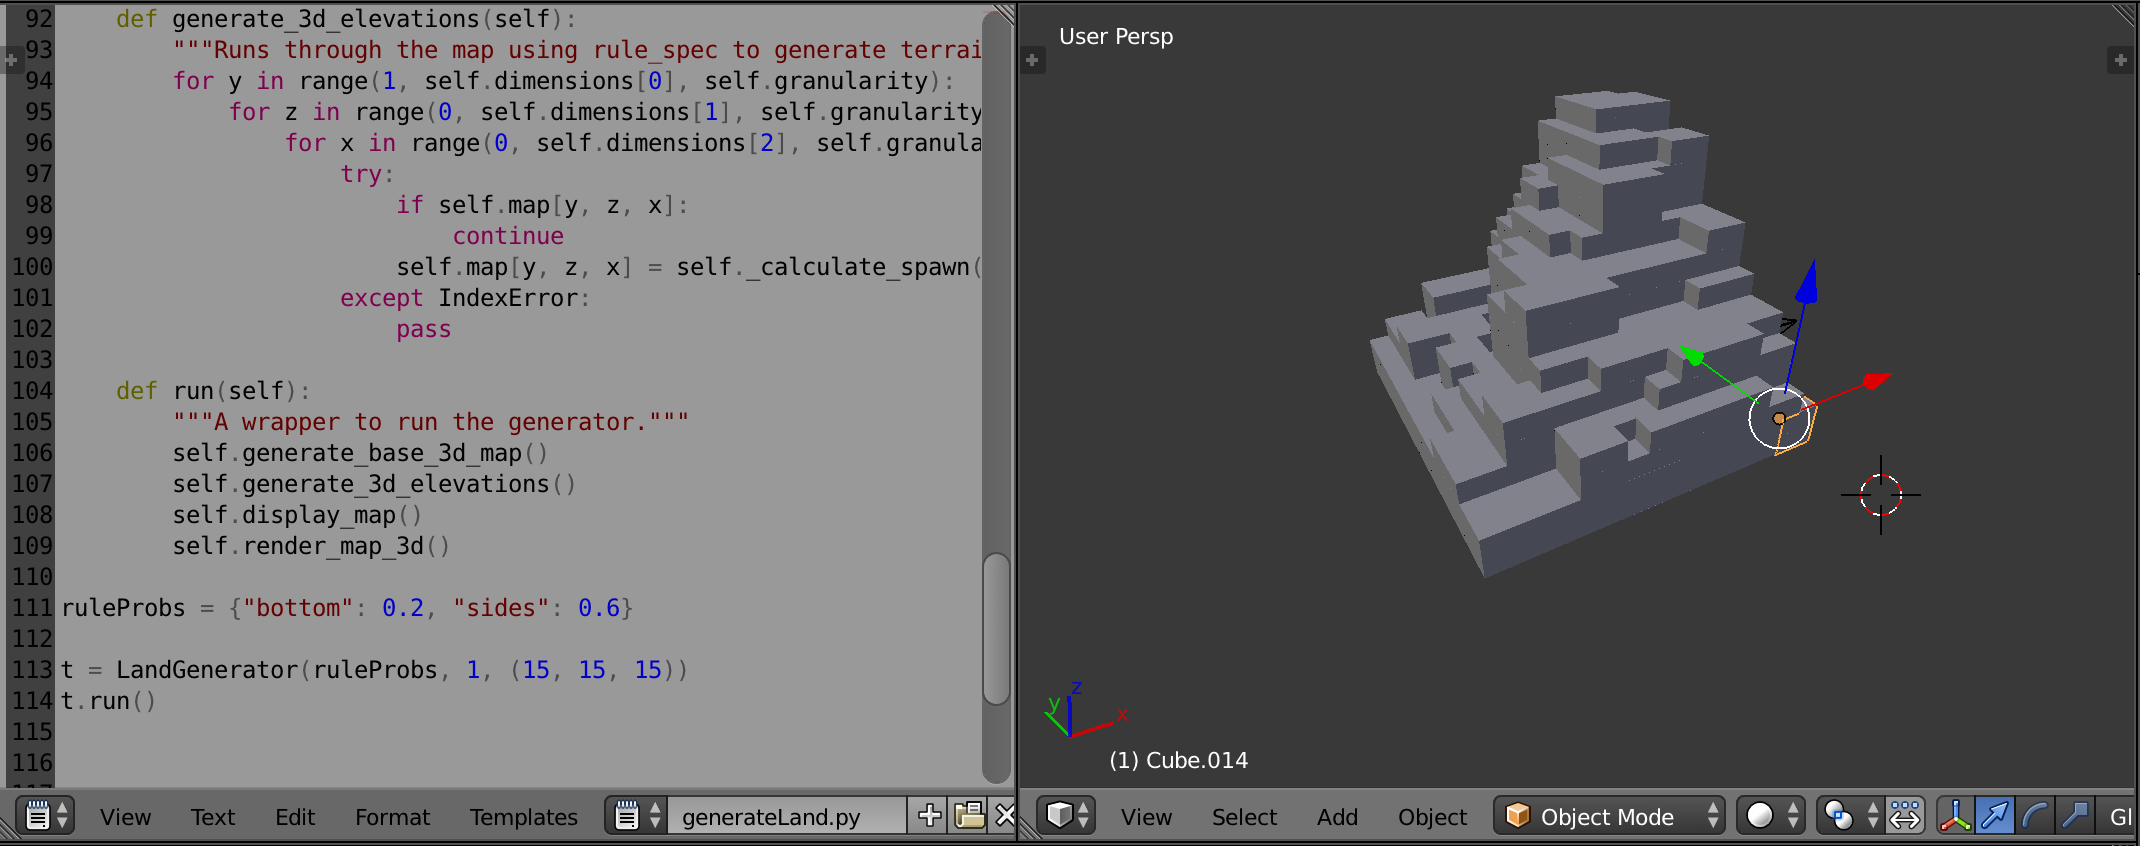 92 def generate_3d_elevations(self):
93 """Runs through the map using rule_spec to generate terrai
94 for y in range(1, self.dimensions[0], self.granularity):
95 for z in range(0, self.dimensions[1], self.granularity
96 for x in range(0, self.dimensions[2], self.granula
97 try:
98 if self.map[y, z, x]:
99 continue
100 self.map[y, z, x] = self._calculate_spawn(
101 except IndexError:
102 pass
103
104 def run(self):
105 """A wrapper to run the generator."""
106 self.generate_base_3d_map()
107 self.generate_3d_elevations()
108 self.display_map()
109 self.render_map_3d()
110
111 ruleProbs = {"bottom": 0.2, "sides": 0.6}
112
113 t = LandGenerator(ruleProbs, 1, (15, 15, 15))
114 t.run()
115
116
View Text Edit Format Templates generateLand.py
User Persp
z
y
x
(1) Cube.014
View Select Add Object Object Mode Gl